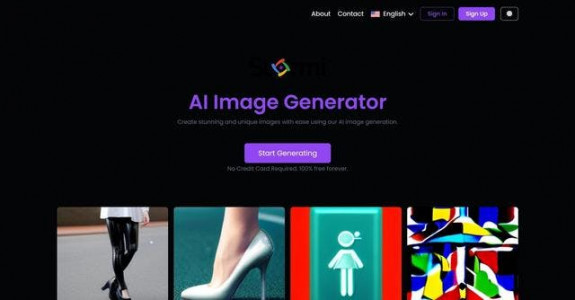 About Contact English Sign In Sign Up
AI Image Generator
Create stunning and unique images with ease using our AI image generation.
Start Generating
No Credit Card Required, 100% free forever.